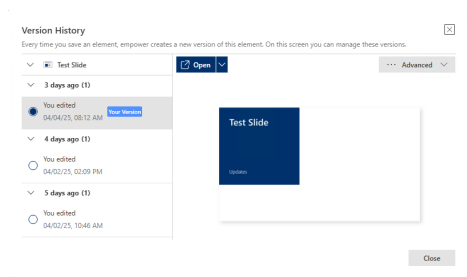 Version History
Every time you save an element, empower creates a new version of this element. On this screen you can manage these versions.
Test Slide
Open
··· Advanced
3 days ago (1)
You edited
04/04/25, 08:12 AM
Your Version
4 days ago (1)
You edited
04/02/25, 02:09 PM
5 days ago (1)
You edited
04/02/25, 10:46 AM
Test Slide
Updates
Close